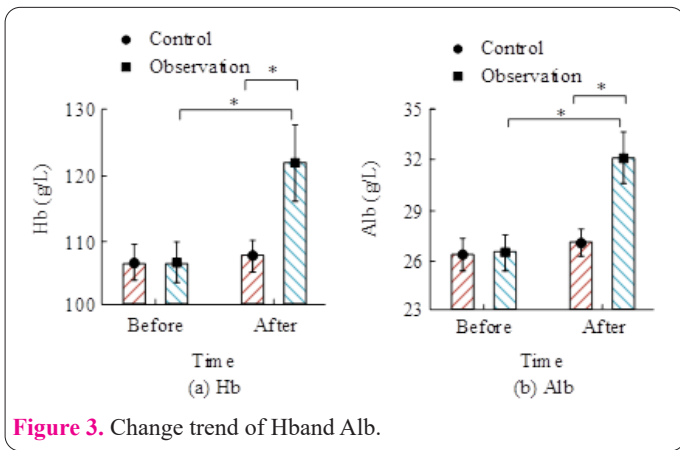 ● Control
■ Observation
*
*
130
120
110
100
Hb (g/L)
Before After
Time
(a) Hb
● Control
■ Observation
*
*
35
32
29
26
23
Alb (g/L)
Before After
Time
(b) Alb
Figure 3. Change trend of Hband Alb.